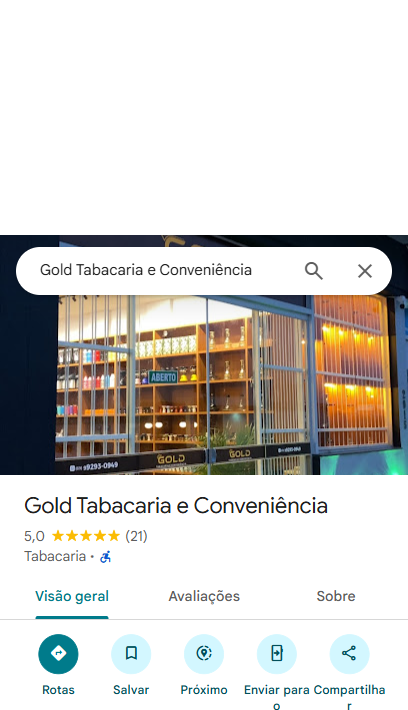 Gold Tabacaria e Conveniência
ABERTO
99293-0949
GOLD
GOLD
Gold Tabacaria e Conveniência
5,0 ★★★★★ (21)
Tabacaria ·
Visão geral
Avaliações
Sobre
Rotas
Salvar
Próximo
Enviar para
o
Compartilha
r